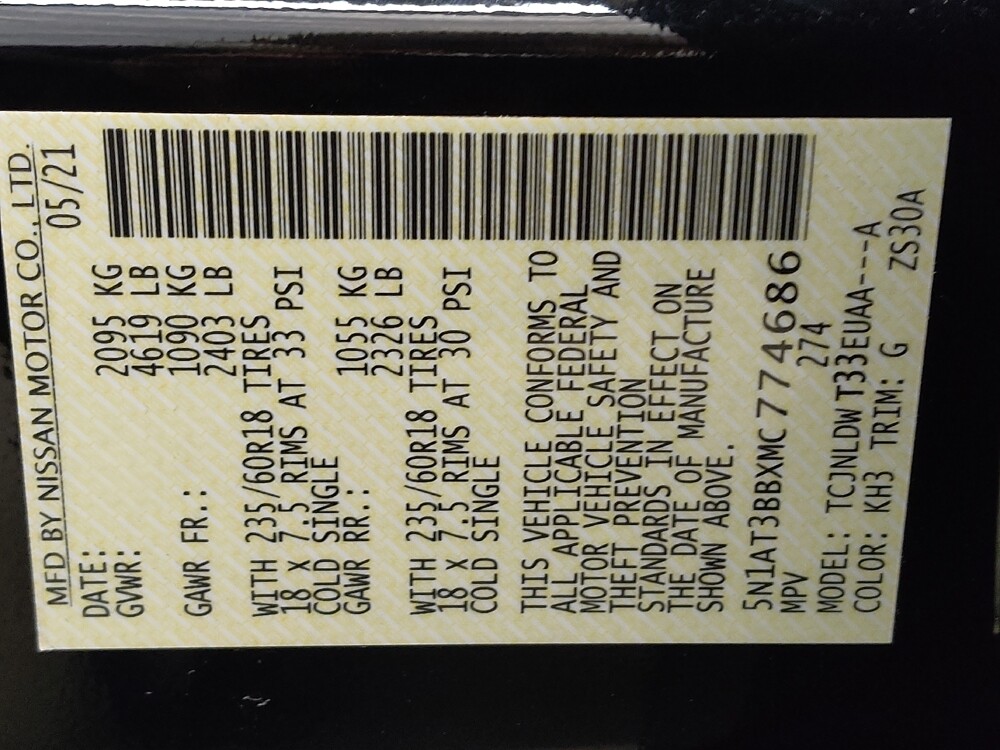 MFD BY NISSAN MOTOR CO., LTD.
DATE: 05/21
GVWR: 2095 KG
4619 LB
GAWR FR.: 1090 KG
2403 LB
WITH 235/60R18 TIRES
18 X 7.5 RIMS AT 33 PSI
COLD SINGLE
GAWR RR.: 1055 KG
2326 LB
WITH 235/60R18 TIRES
18 X 7.5 RIMS AT 30 PSI
COLD SINGLE
THIS VEHICLE CONFORMS TO
ALL APPLICABLE FEDERAL
MOTOR VEHICLE SAFETY AND
THEFT PREVENTION
STANDARDS IN EFFECT ON
THE DATE OF MANUFACTURE
SHOWN ABOVE.
5N1AT3BBXMC774686
MPV 274
MODEL: TCJNLDWT33EUAA---A
COLOR: KH3 TRIM: G ZS30A